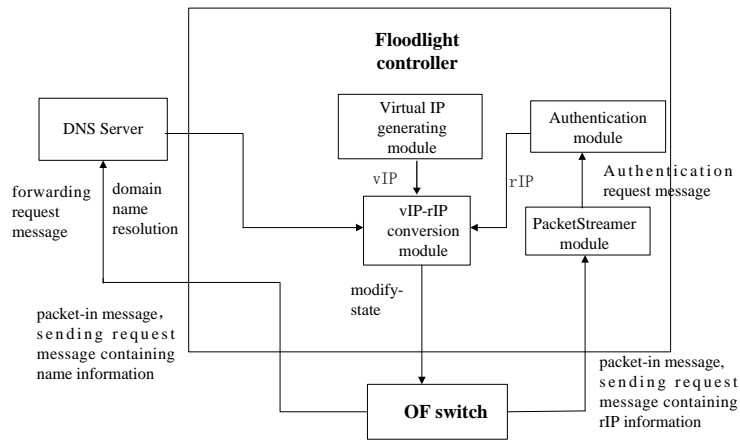 Floodlight
controller
Virtual IP
generating
module
DNS Server
Authentication
module
vIP
rIP
Authentication
request message
forwarding
request
message
domain
name
resolution
vIP-rIP
conversion
module
PacketStreamer
module
modify-
state
packet-in message,
sending request
message containing
name information
packet-in message,
sending request
message containing
rIP information
OF switch